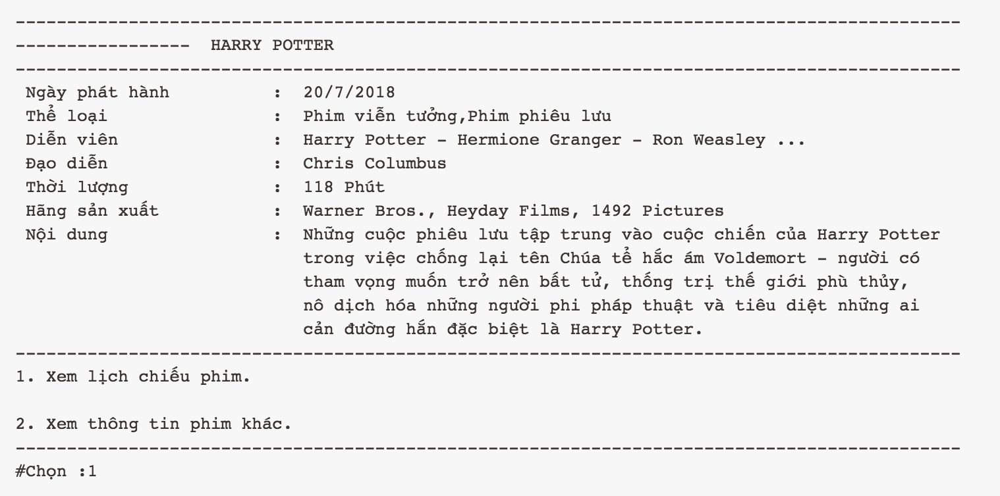 --------------------------------------------------------------------------------------------
-----------------  HARRY POTTER
--------------------------------------------------------------------------------------------
Ngày phát hành : 20/7/2018
Thể loại : Phim viễn tưởng,Phim phiêu lưu
Diễn viên : Harry Potter - Hermione Granger - Ron Weasley ...
Đạo diễn : Chris Columbus
Thời lượng : 118 Phút
Hãng sản xuất : Warner Bros., Heyday Films, 1492 Pictures
Nội dung : Những cuộc phiêu lưu tập trung vào cuộc chiến của Harry Potter
trong việc chống lại tên Chúa tể hắc ám Voldemort - người có
tham vọng muốn trở nên bất tử, thống trị thế giới phù thủy,
nô dịch hóa những người phi pháp thuật và tiêu diệt những ai
cản đường hắn đặc biệt là Harry Potter.
--------------------------------------------------------------------------------------------
1. Xem lịch chiếu phim.
2. Xem thông tin phim khác.
--------------------------------------------------------------------------------------------
#Chọn :1